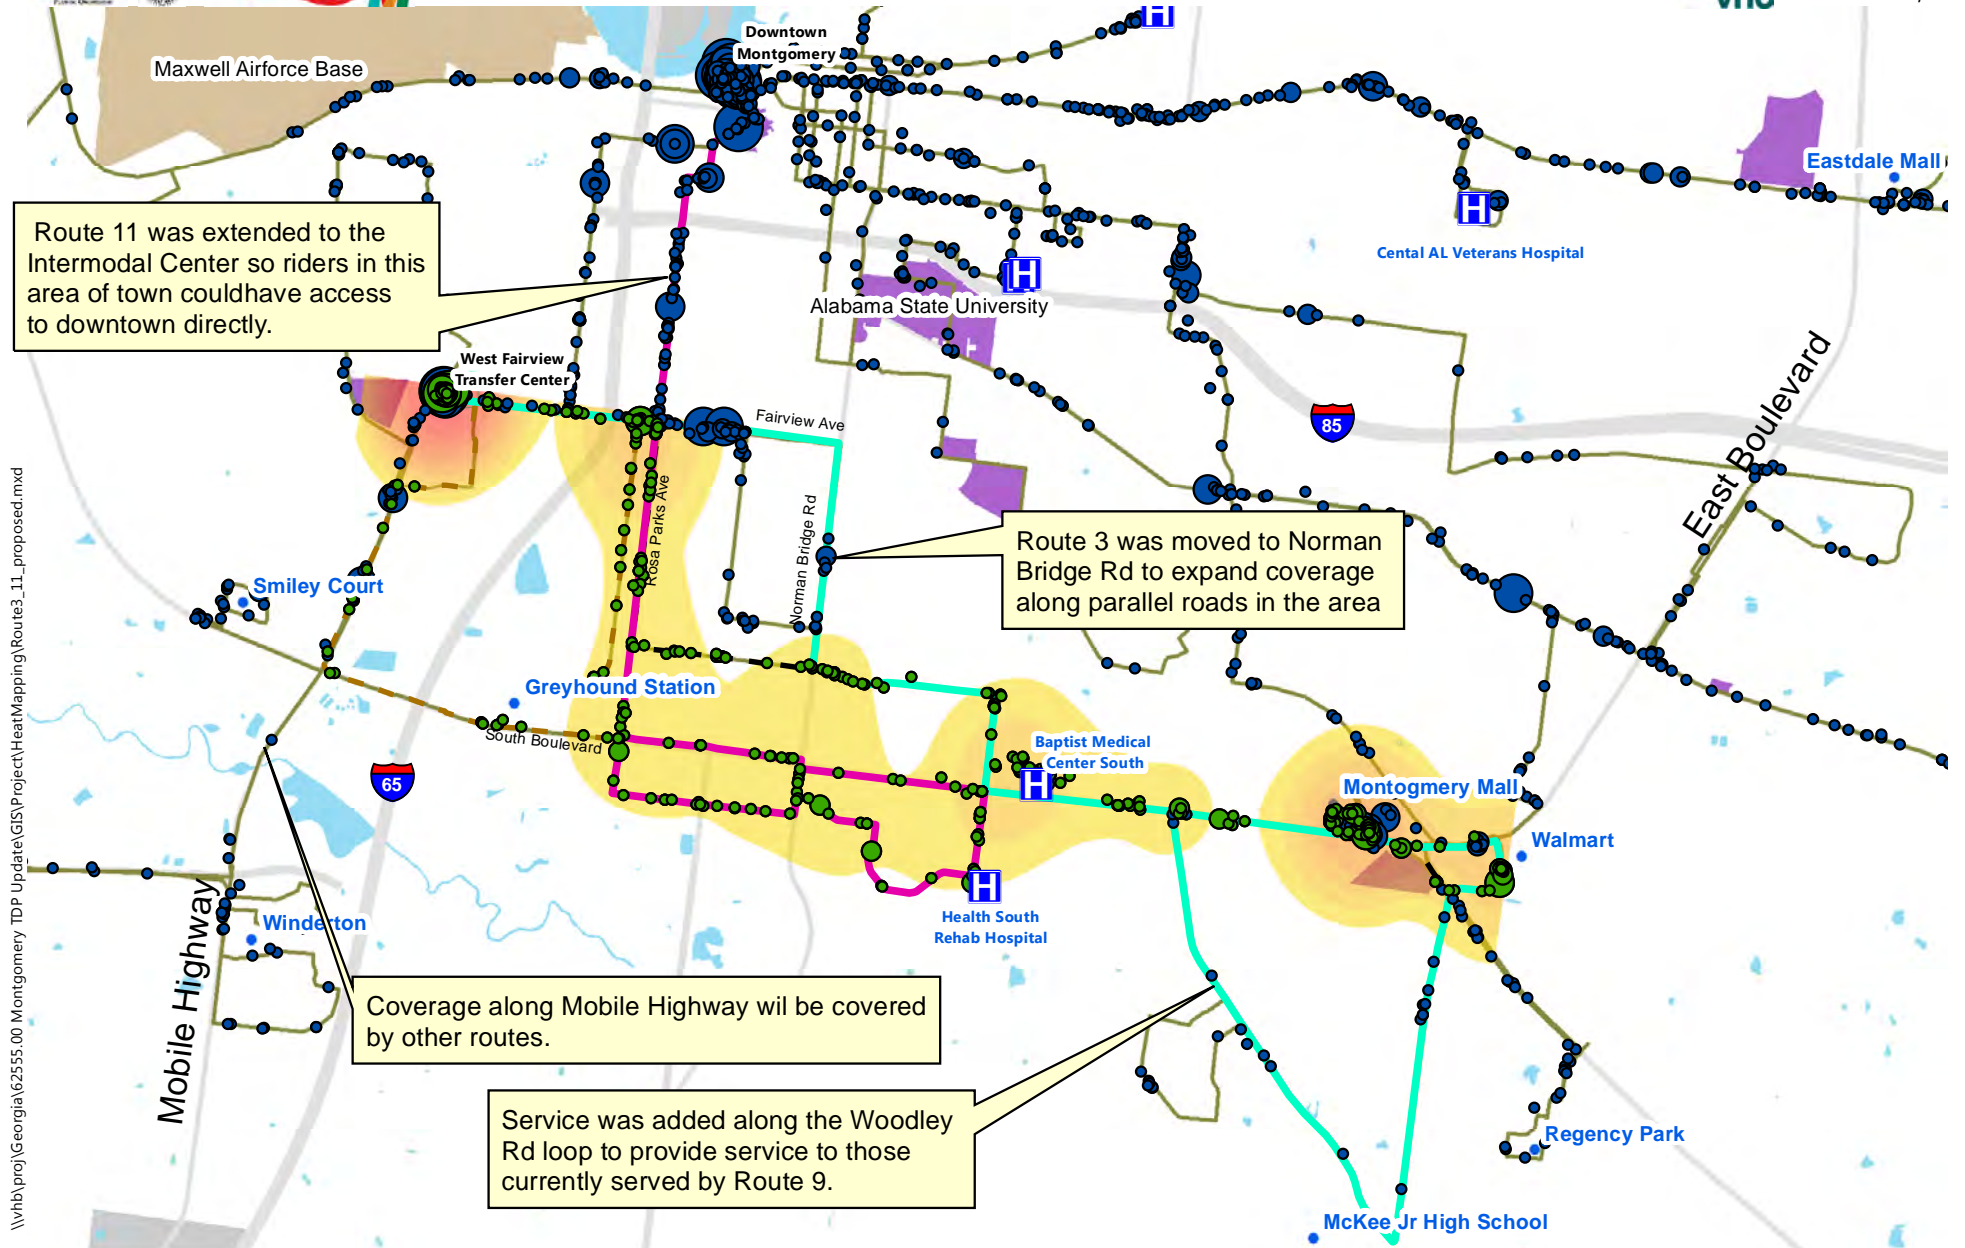 Downtown
Montgomery
Maxwell Airforce Base
Eastdale Mall
Route 11 was extended to the
Intermodal Center so riders in this
area of town couldhave access
to downtown directly.
Cental AL Veterans Hospital
Alabama State University
West Fairview
Transfer Center
Fairview Ave
85
East Boulevard
Rosa Parks Ave
Norman Bridge Rd
Route 3 was moved to Norman
Bridge Rd to expand coverage
along parallel roads in the area
Smiley Court
Greyhound Station
South Boulevard
65
Baptist Medical
Center South
Montogmery Mall
Walmart
Mobile Highway
Winderton
Health South
Rehab Hospital
Coverage along Mobile Highway wil be covered
by other routes.
Service was added along the Woodley
Rd loop to provide service to those
currently served by Route 9.
Regency Park
McKee Jr High School
\\vhb\proj\Georgia\62555.00 Montgomery TDP Update\GIS\Project\HeatMapping\Route3_11_proposed.mxd
H
H
H
H
H